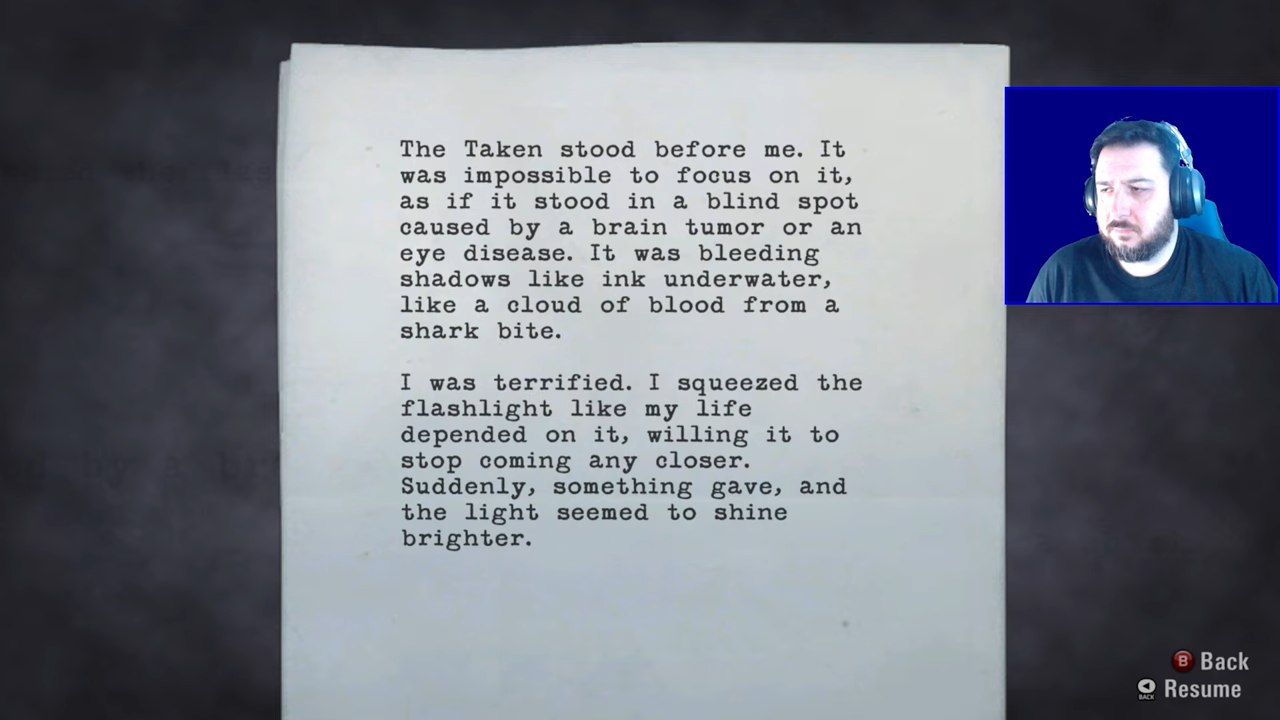 The Taken stood before me. It
was impossible to focus on it,
as if it stood in a blind spot
caused by a brain tumor or an
eye disease. It was bleeding
shadows like ink underwater,
like a cloud of blood from a
shark bite.
I was terrified. I squeezed the
flashlight like my life
depended on it, willing it to
stop coming any closer.
Suddenly, something gave, and
the light seemed to shine
brighter.
B Back
BACK Resume